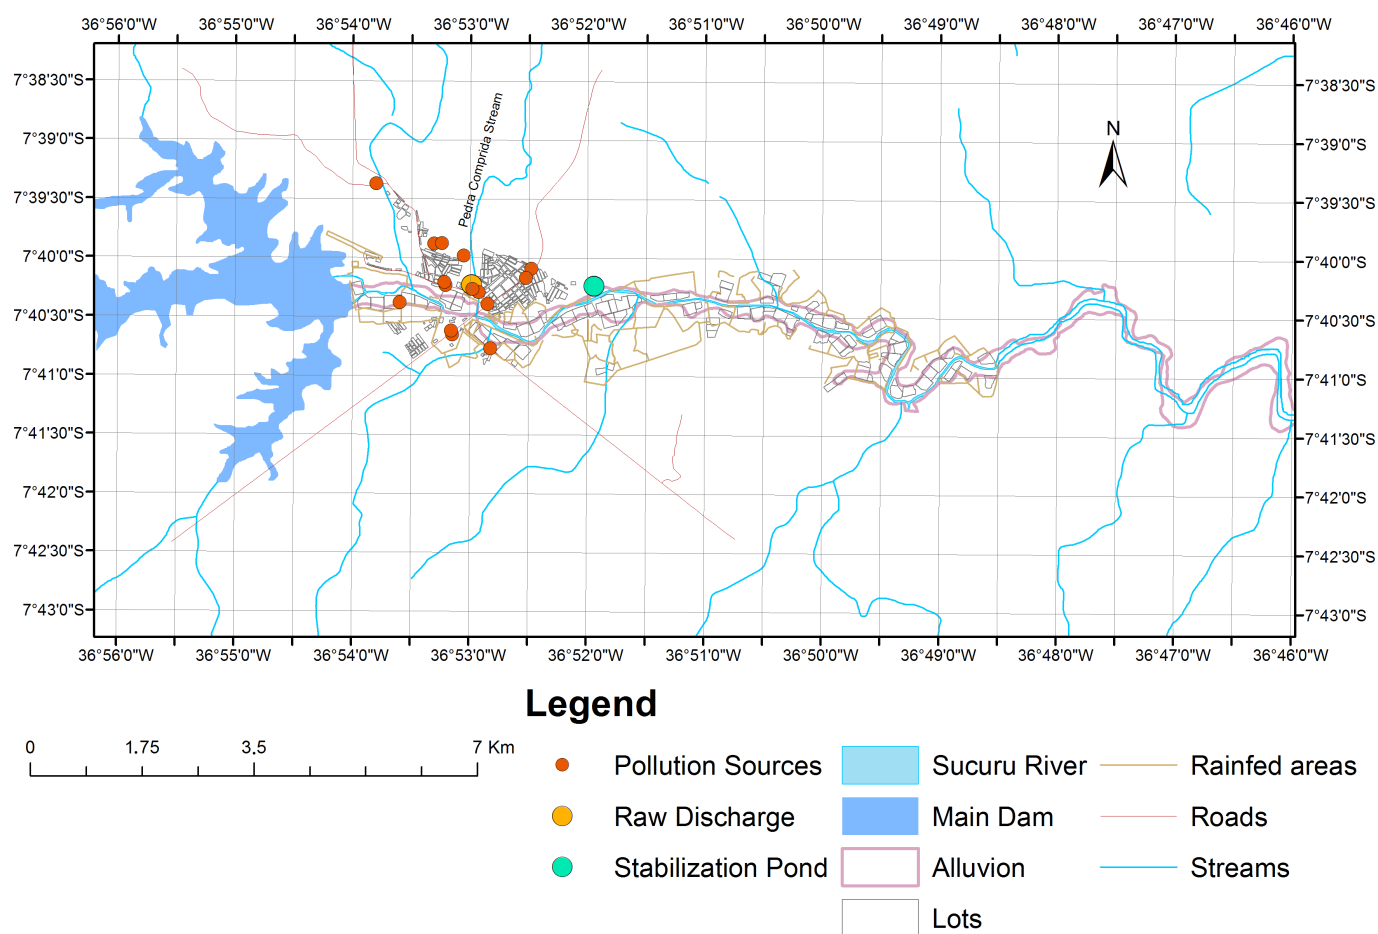 36°56'0"W 36°55'0"W 36°54'0"W 36°53'0"W 36°52'0"W 36°51'0"W 36°50'0"W 36°49'0"W 36°48'0"W 36°47'0"W 36°46'0"W
7°38'30"S 7°38'30"S
7°39'0"S 7°39'0"S
7°39'30"S 7°39'30"S
7°40'0"S 7°40'0"S
7°40'30"S 7°40'30"S
7°41'0"S 7°41'0"S
7°41'30"S 7°41'30"S
7°42'0"S 7°42'0"S
7°42'30"S 7°42'30"S
7°43'0"S 7°43'0"S
N
Pedra Comprida Stream
36°56'0"W 36°55'0"W 36°54'0"W 36°53'0"W 36°52'0"W 36°51'0"W 36°50'0"W 36°49'0"W 36°48'0"W 36°47'0"W 36°46'0"W
Legend
0 1.75 3.5 7 Km
Pollution Sources Sucuru River Rainfed areas
Raw Discharge Main Dam Roads
Stabilization Pond Alluvion Streams
Lots